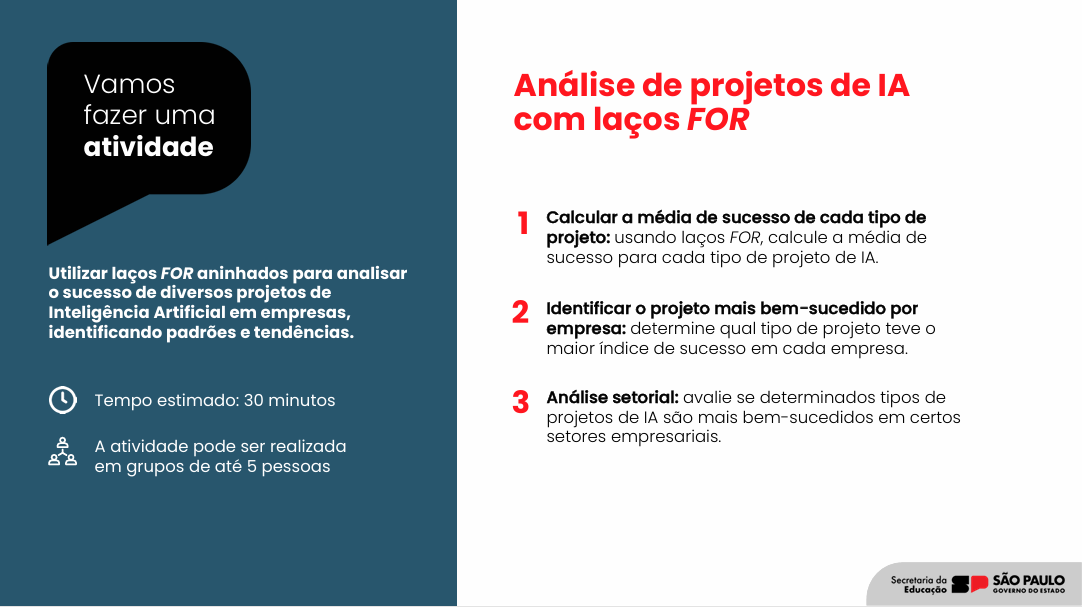 Vamos
fazer uma
atividade
Utilizar laços FOR aninhados para analisar
o sucesso de diversos projetos de
Inteligência Artificial em empresas,
identificando padrões e tendências.
Tempo estimado: 30 minutos
A atividade pode ser realizada
em grupos de até 5 pessoas
Análise de projetos de IA
com laços FOR
1 Calcular a média de sucesso de cada tipo de
projeto: usando laços FOR, calcule a média de
sucesso para cada tipo de projeto de IA.
2 Identificar o projeto mais bem-sucedido por
empresa: determine qual tipo de projeto teve o
maior índice de sucesso em cada empresa.
3 Análise setorial: avalie se determinados tipos de
projetos de IA são mais bem-sucedidos em certos
setores empresariais.
Secretaria da
Educação
SÃO PAULO
GOVERNO DO ESTADO